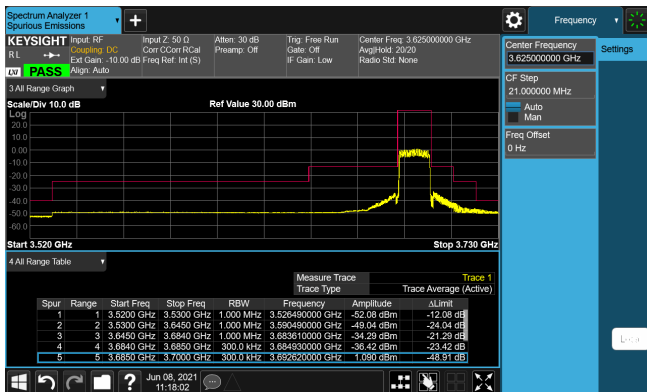 Spectrum Analyzer 1
Spurious Emissions
Frequency
KEYSIGHT
R L
LXI
PASS
Input: RF
Coupling: DC
Ext Gain: -10.00 dB
Align: Auto
Input Z: 50 Ω
Corr CCorr RCal
Freq Ref: Int (S)
Atten: 30 dB
Preamp: Off
Trig: Free Run
Gate: Off
IF Gain: Low
Center Freq: 3.625000000 GHz
Avg|Hold: 20/20
Radio Std: None
Center Frequency
3.625000000 GHz
Settings
CF Step
21.000000 MHz
Auto
Man
Freq Offset
0 Hz
3 All Range Graph
Scale/Div 10.0 dB
Ref Value 30.00 dBm
Log
20.0
10.0
0.00
-10.0
-20.0
-30.0
-40.0
-50.0
-60.0
Start 3.520 GHz
Stop 3.730 GHz
4 All Range Table
Measure Trace
Trace 1
Trace Type
Trace Average (Active)
Spur Range Start Freq Stop Freq RBW Frequency Amplitude ΔLimit
1 1 3.5200 GHz 3.5300 GHz 1.000 MHz 3.526490000 GHz -52.08 dBm -12.08 dB
2 2 3.5300 GHz 3.6450 GHz 1.000 MHz 3.590490000 GHz -49.04 dBm -24.04 dB
3 3 3.6450 GHz 3.6840 GHz 1.000 MHz 3.683610000 GHz -34.29 dBm -21.29 dB
4 4 3.6840 GHz 3.6850 GHz 300.0 kHz 3.684930000 GHz -36.42 dBm -23.42 dB
5 5 3.6850 GHz 3.7000 GHz 300.0 kHz 3.692620000 GHz 1.090 dBm -48.91 dB
Local
?
Jun 08, 2021
11:18:02